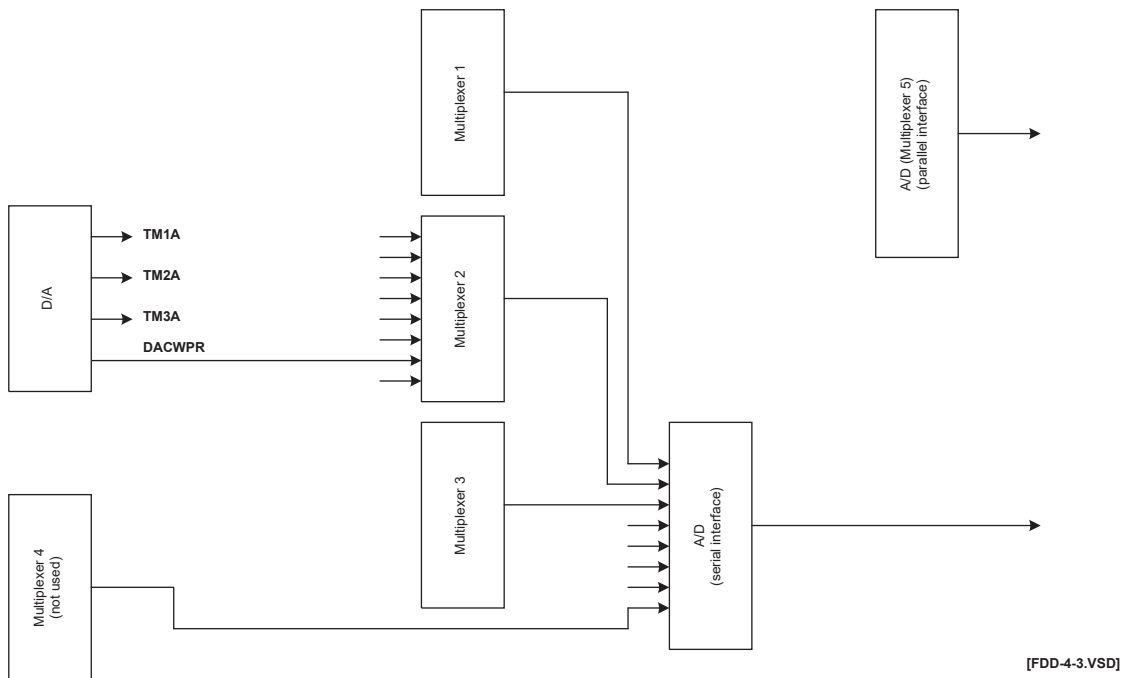 Multiplexer 1
A/D (Multiplexer 5)
(parallel interface)
D/A
TM1A
TM2A
TM3A
DACWPR
Multiplexer 2
Multiplexer 3
A/D
(serial interface)
Multiplexer 4
(not used)
[FDD-4-3.VSD]